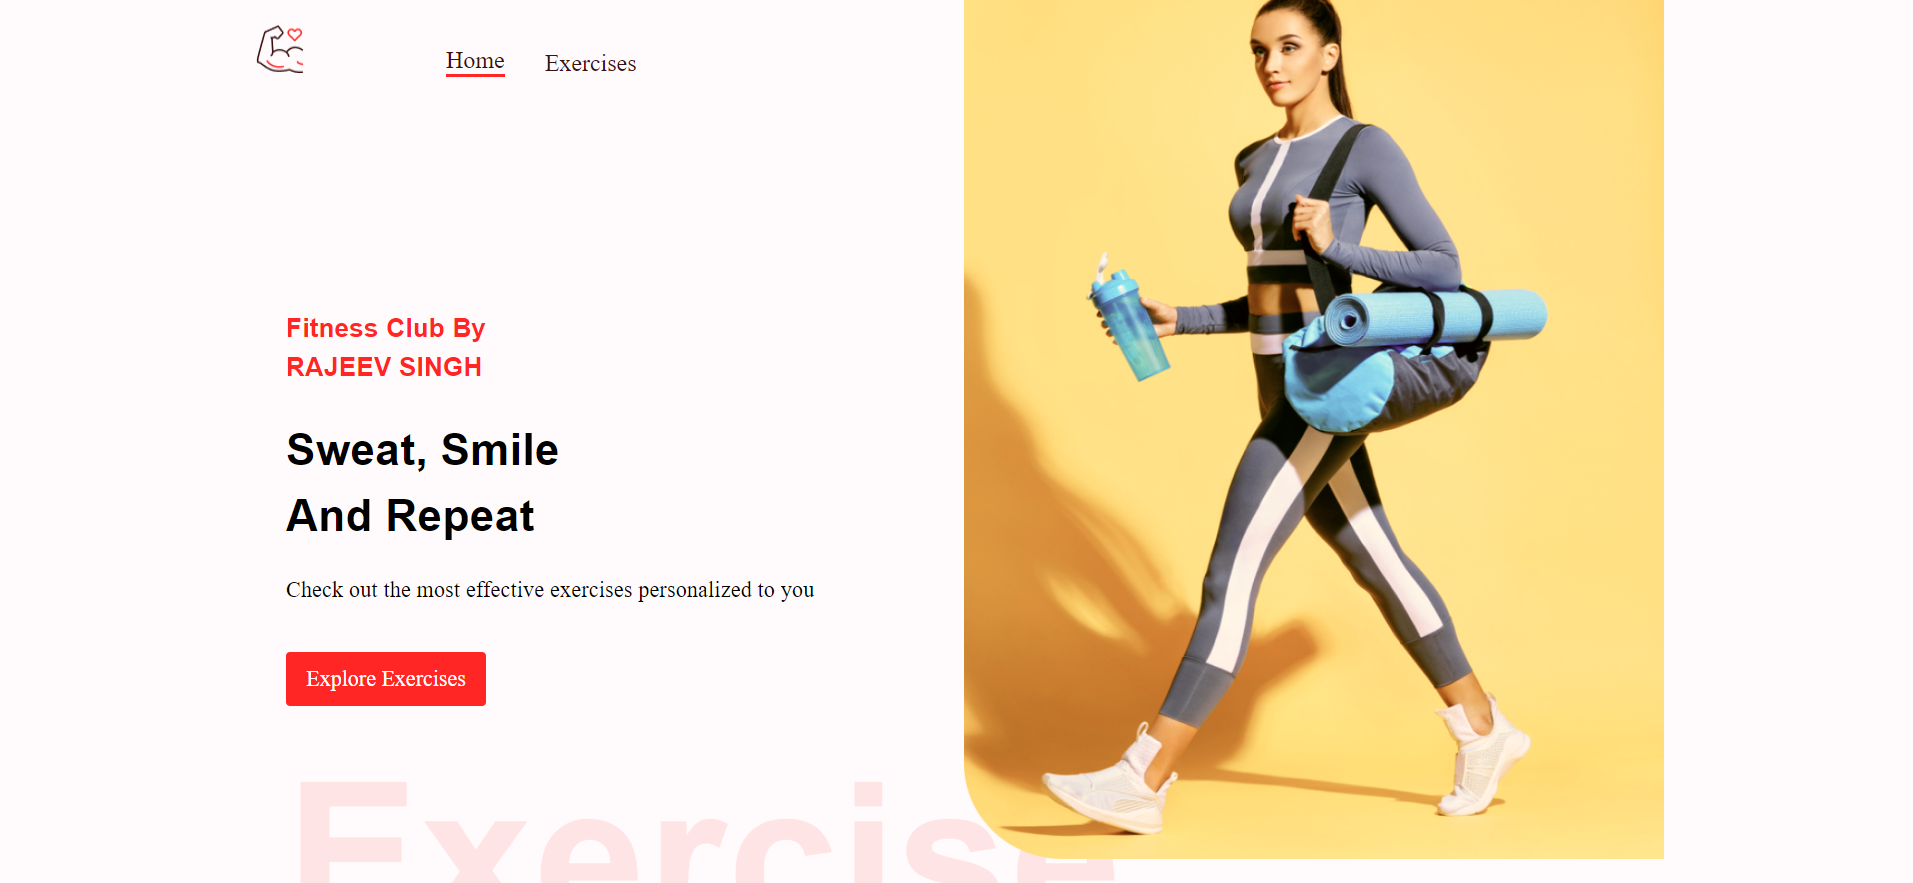 Home
Exercises
Fitness Club By
RAJEEV SINGH
Sweat, Smile
And Repeat
Check out the most effective exercises personalized to you
Explore Exercises
Exercise